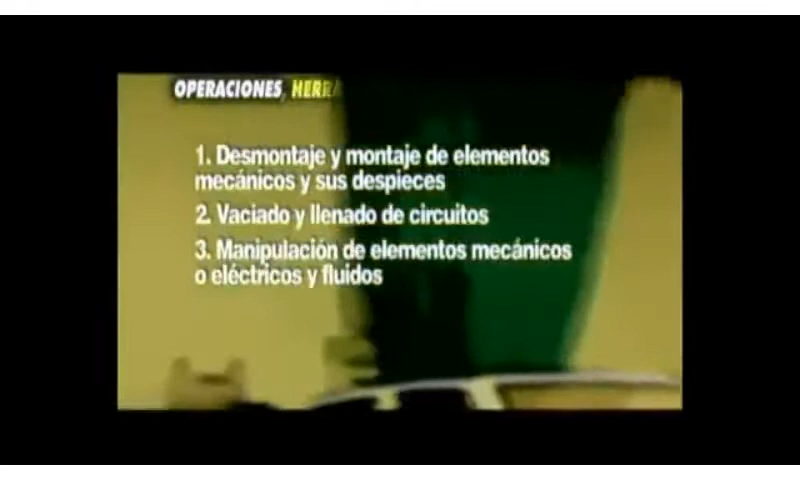 OPERACIONES, HERRA
1. Desmontaje y montaje de elementos
mecánicos y sus despieces
2. Vaciado y llenado de circuitos
3. Manipulación de elementos mecánicos
o eléctricos y fluidos